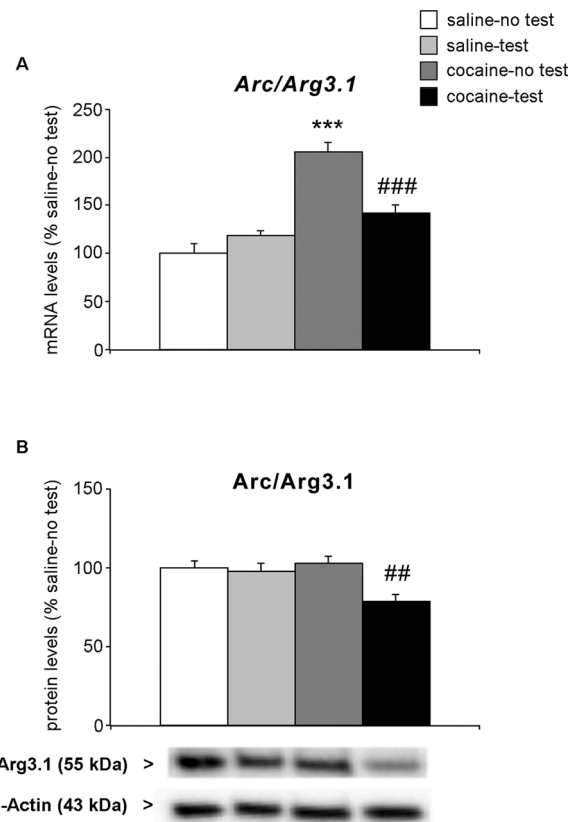 saline-no test
saline-test
cocaine-no test
cocaine-test
A
Arc/Arg3.1
mRNA levels (% saline-no test)
250
200
150
100
50
0
***
###
B
Arc/Arg3.1
protein levels (% saline-no test)
150
100
50
0
##
Arg3.1 (55 kDa) >
-Actin (43 kDa) >